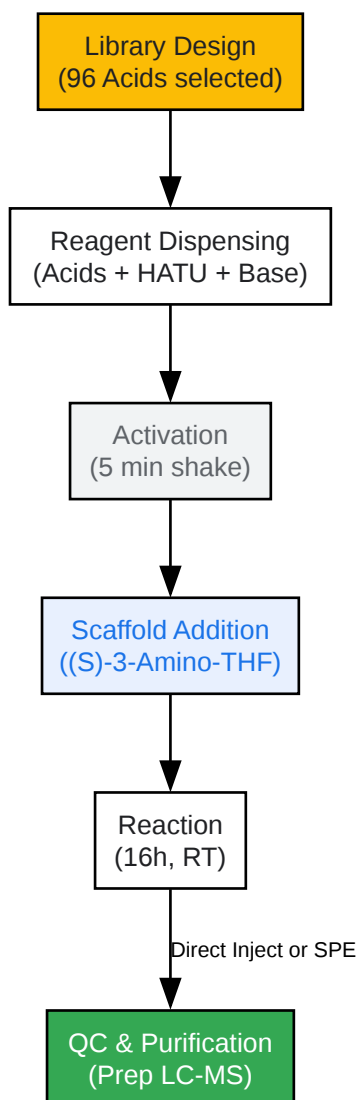 Library Design
(96 Acids selected)
Reagent Dispensing
(Acids + HATU + Base)
Activation
(5 min shake)
Scaffold Addition
((S)-3-Amino-THF)
Reaction
(16h, RT)
Direct Inject or SPE
QC & Purification
(Prep LC-MS)